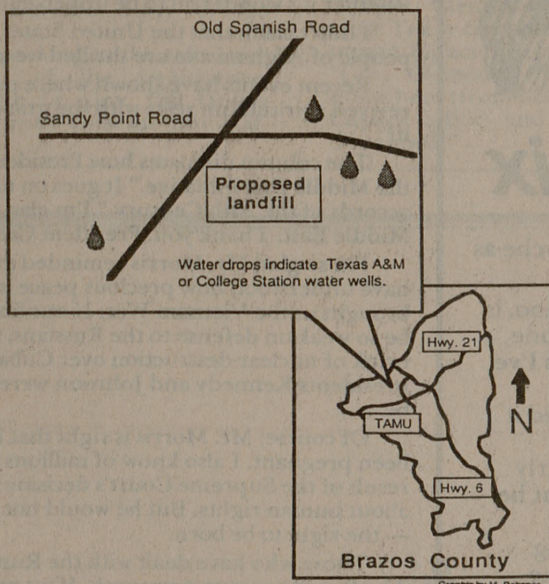 Old Spanish Road
Sandy Point Road
Proposed
landfill
Water drops indicate Texas A&M
or College Station water wells.
Hwy. 21
TAMU
N
Hwy. 6
Brazos County